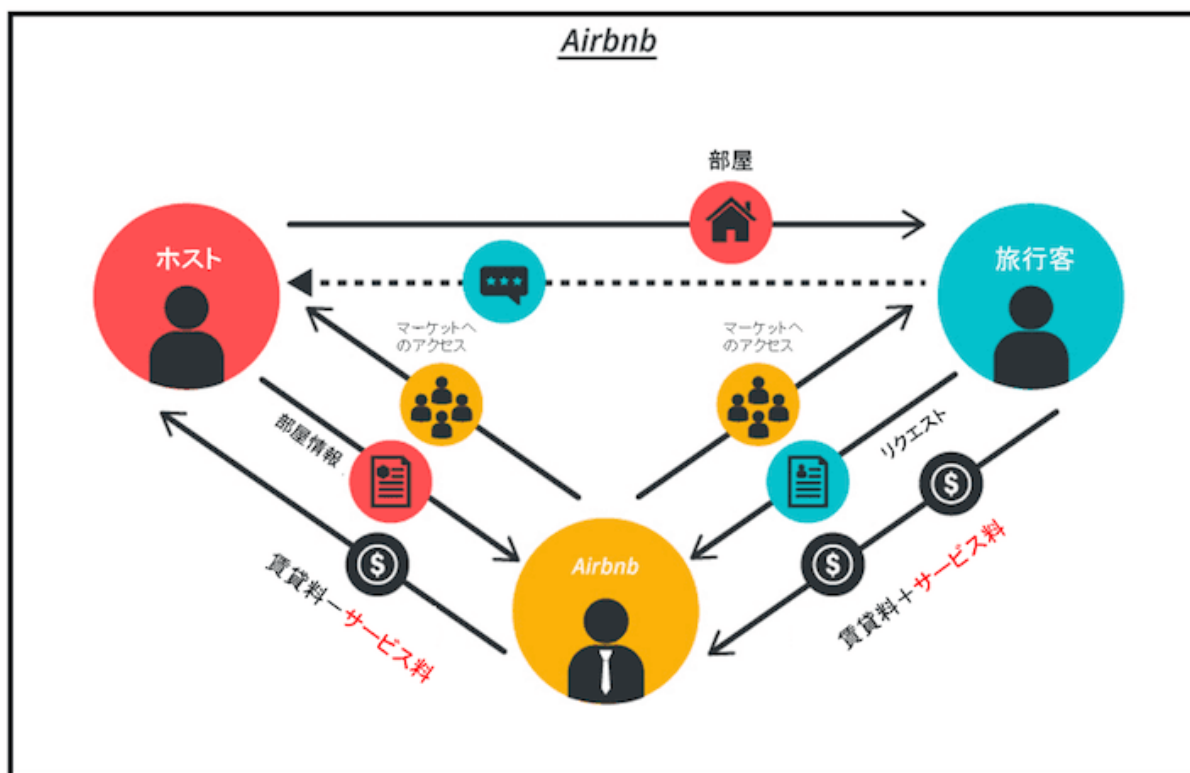 Airbnb
部屋
ホスト
旅行客
マーケットへ
のアクセス
マーケットへ
のアクセス
部屋情報
リクエスト
Airbnb
賃貸料－サービス料
賃貸料＋サービス料